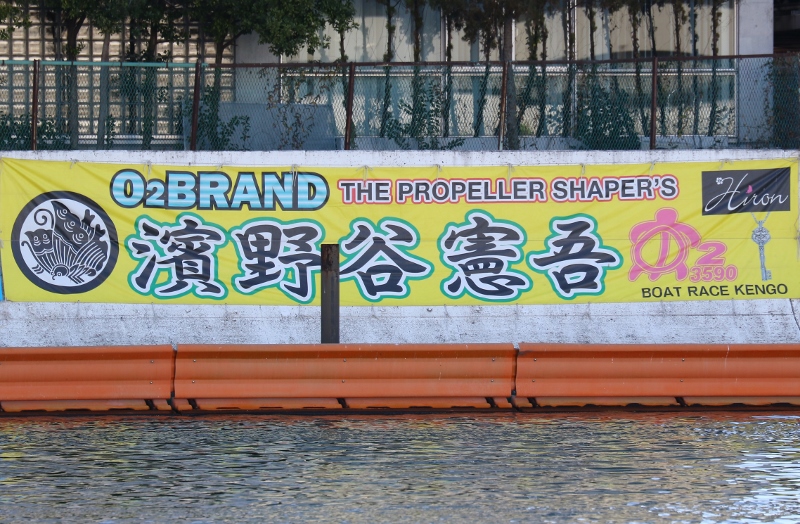 O2BRAND THE PROPELLER SHAPER'S
濱野谷憲吾
Hiron
O2
3590
BOAT RACE KENGO